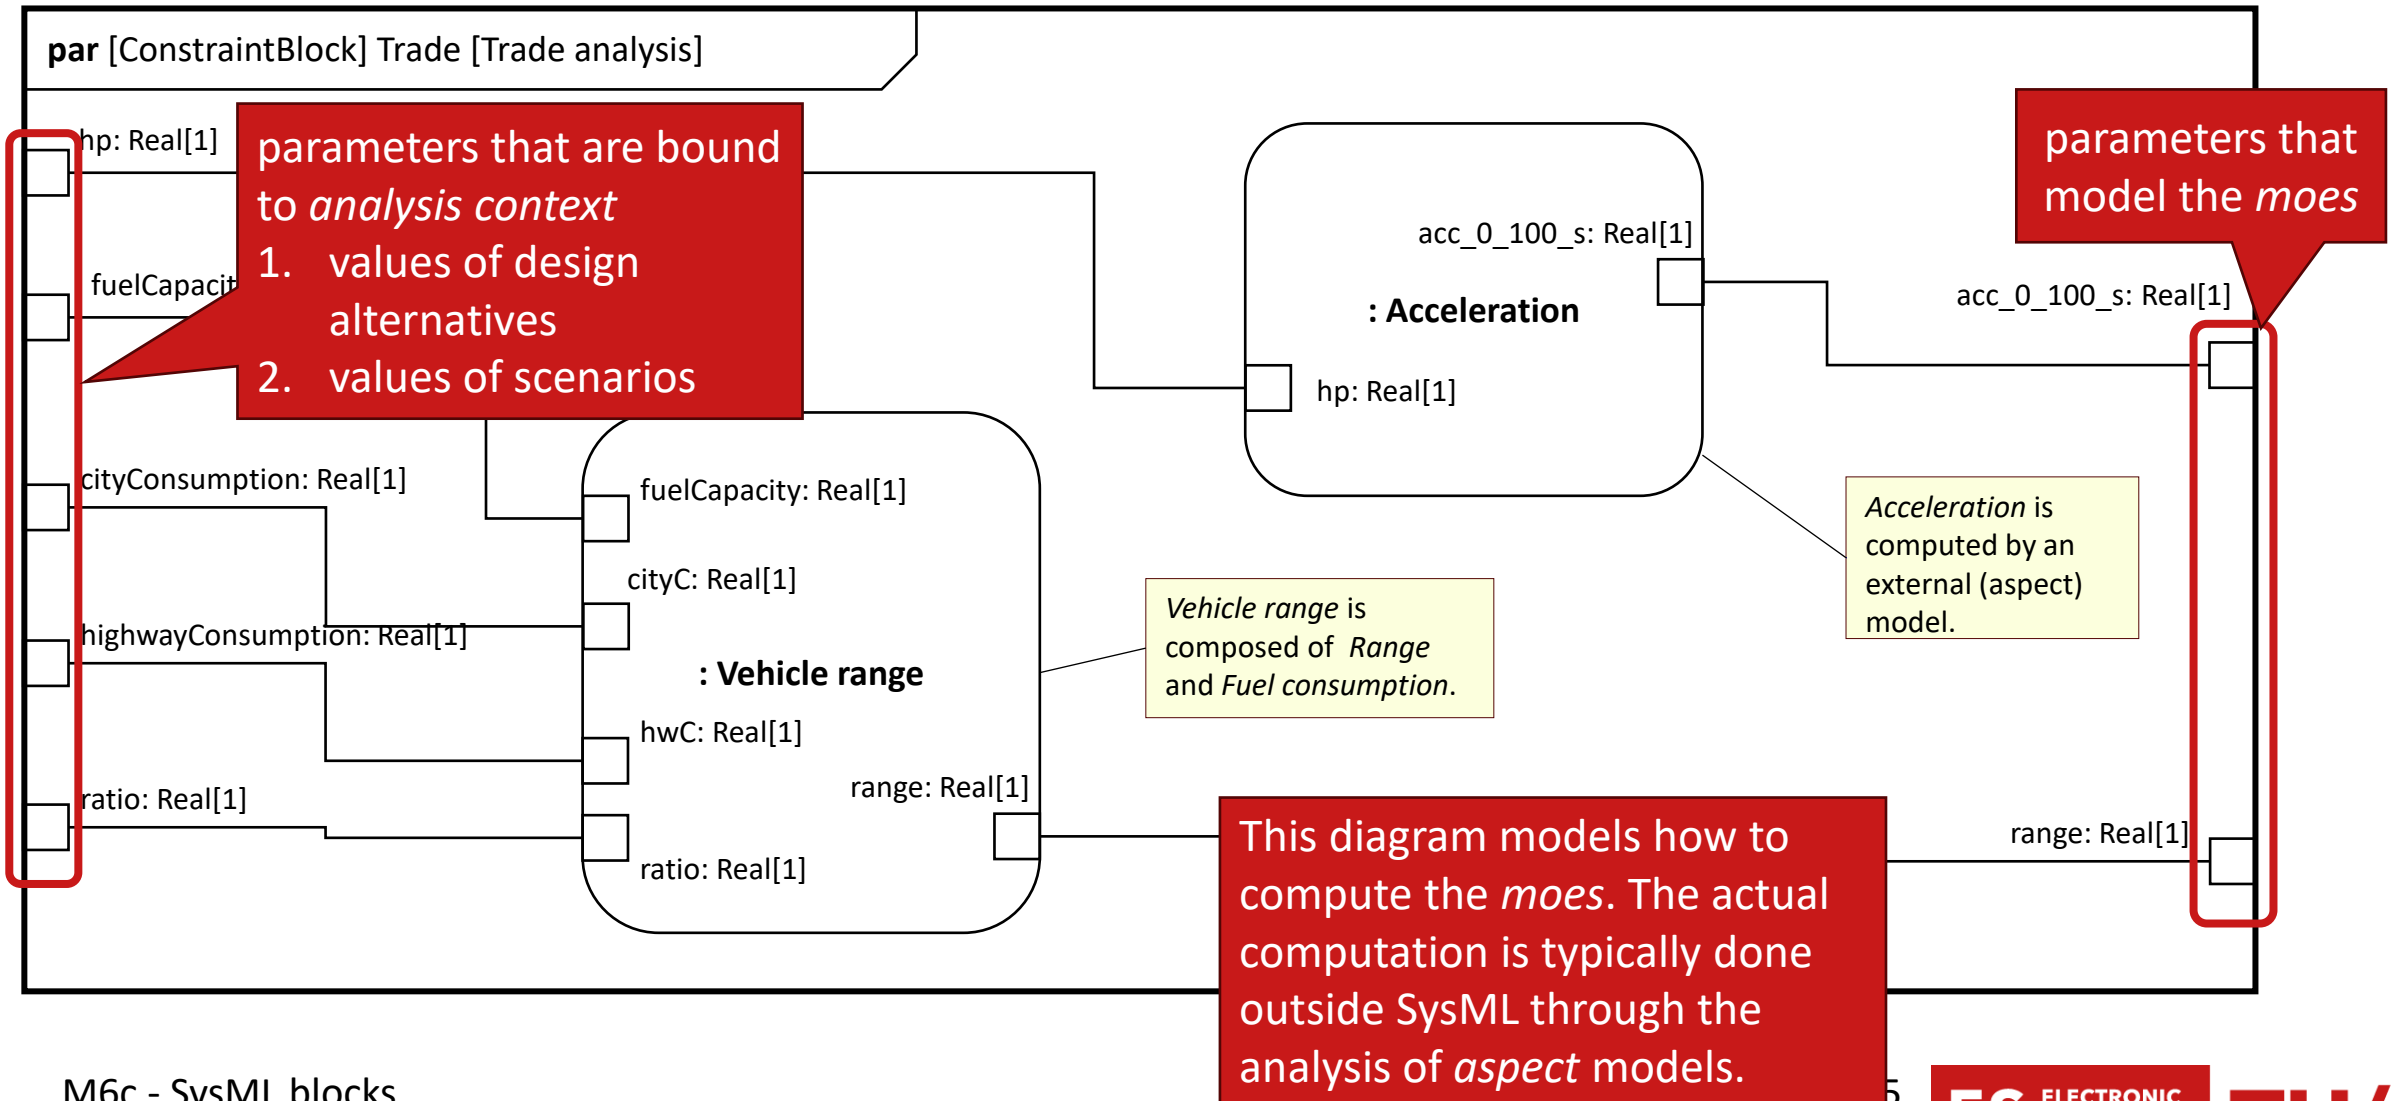 par [ConstraintBlock] Trade [Trade analysis]
hp: Real[1]
fuelCapacit
cityConsumption: Real[1]
highwayConsumption: Real[1]
ratio: Real[1]
parameters that are bound
to analysis context
1. values of design
alternatives
2. values of scenarios
fuelCapacity: Real[1]
cityC: Real[1]
: Vehicle range
hwC: Real[1]
range: Real[1]
ratio: Real[1]
acc_0_100_s: Real[1]
: Acceleration
hp: Real[1]
parameters that
model the moes
acc_0_100_s: Real[1]
Acceleration is
computed by an
external (aspect)
model.
Vehicle range is
composed of Range
and Fuel consumption.
range: Real[1]
This diagram models how to
compute the moes. The actual
computation is typically done
outside SysML through the
analysis of aspect models.
M6c - SysML blocks
5
ES ELECTRONIC